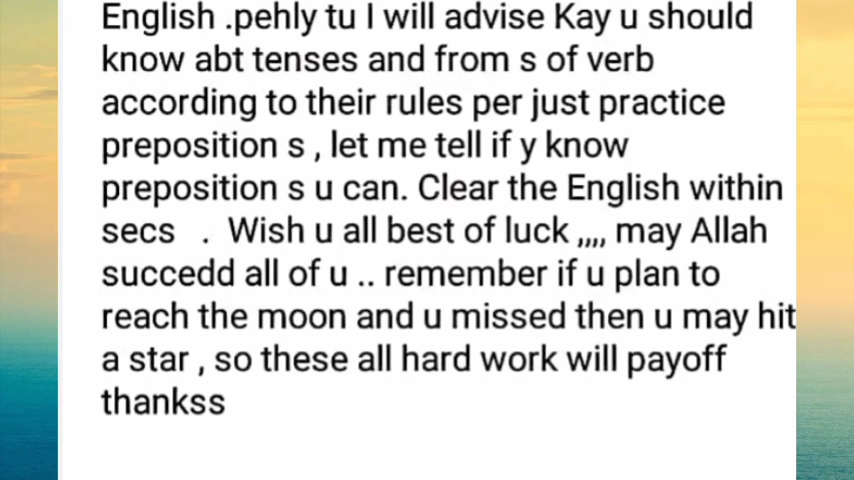 English .pehly tu I will advise Kay u should
know abt tenses and from s of verb
according to their rules per just practice
preposition s , let me tell if y know
preposition s u can. Clear the English within
secs . Wish u all best of luck ,,,, may Allah
succedd all of u .. remember if u plan to
reach the moon and u missed then u may hit
a star , so these all hard work will payoff
thankss